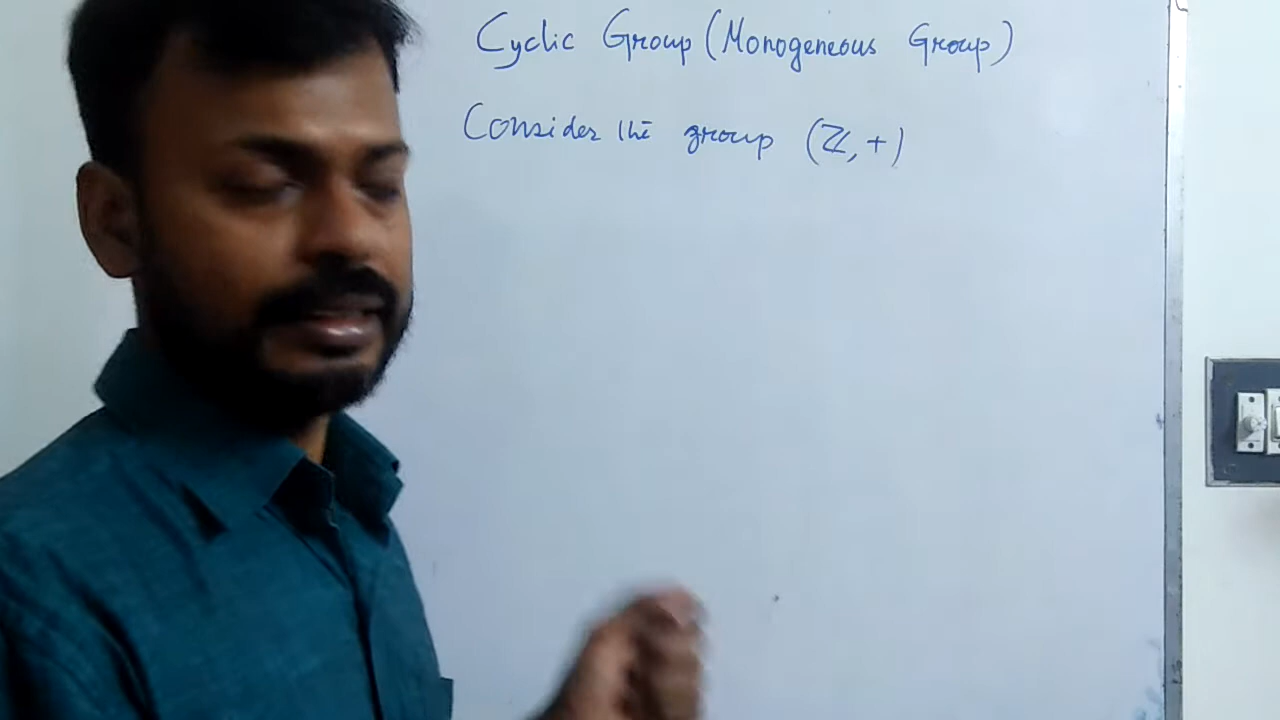 Cyclic Group (Monogeneous Group)
Consider the group (ℤ, +)